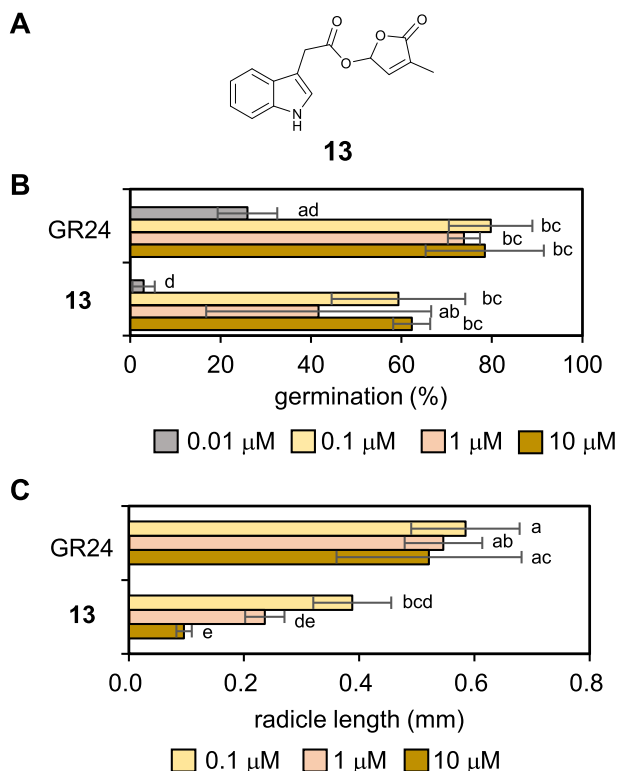 A
O
O
O
O
N
H
13
B
GR24
ad
bc
bc
bc
13
d
bc
ab
bc
0 20 40 60 80 100
germination (%)
0.01 μM 0.1 μM 1 μM 10 μM
C
GR24
a
ab
ac
13
bcd
de
e
0.0 0.2 0.4 0.6 0.8
radicle length (mm)
0.1 μM 1 μM 10 μM